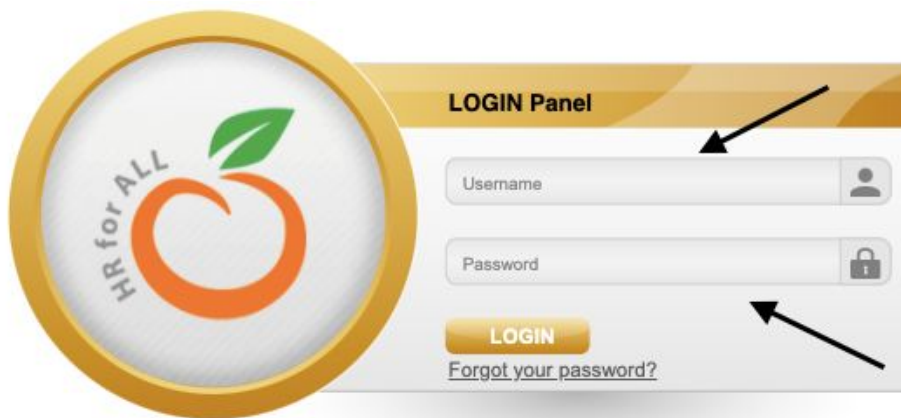 HR for ALL
LOGIN Panel
Username
Password
LOGIN
Forgot your password?